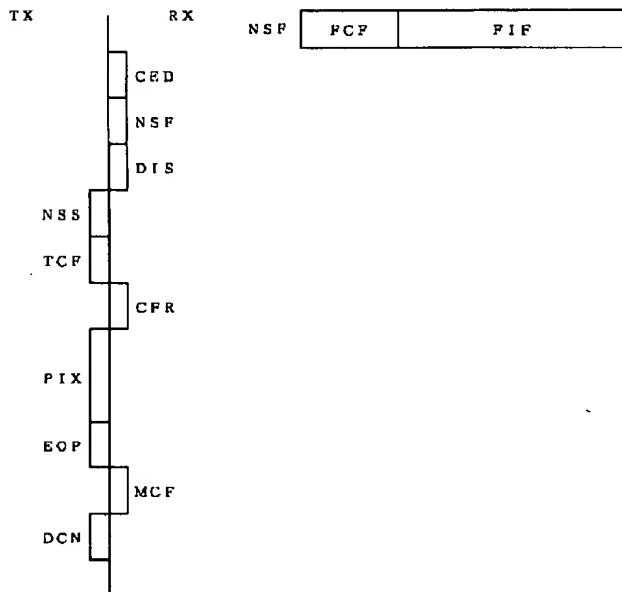 TX RX
NSF FCF FIF
CED
NSF
DIS
NSS
TCF
CFR
PIX
EOP
MCF
DCN